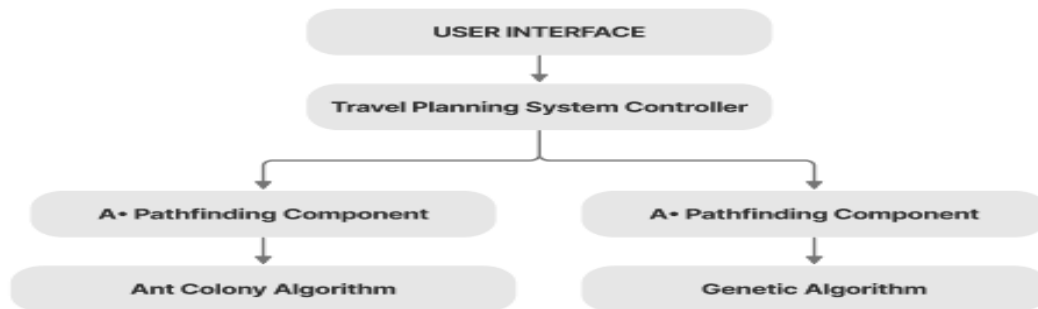 USER INTERFACE
Travel Planning System Controller
A• Pathfinding Component
A• Pathfinding Component
Ant Colony Algorithm
Genetic Algorithm